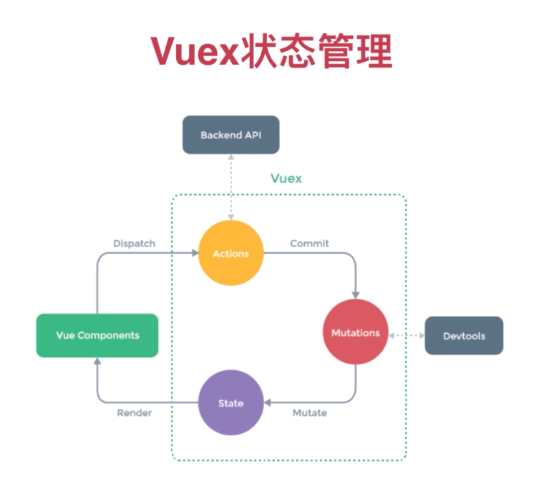 Vuex状态管理
Backend API
Vuex
Dispatch
Actions
Commit
Vue Components
Mutations
Devtools
Render
State
Mutate